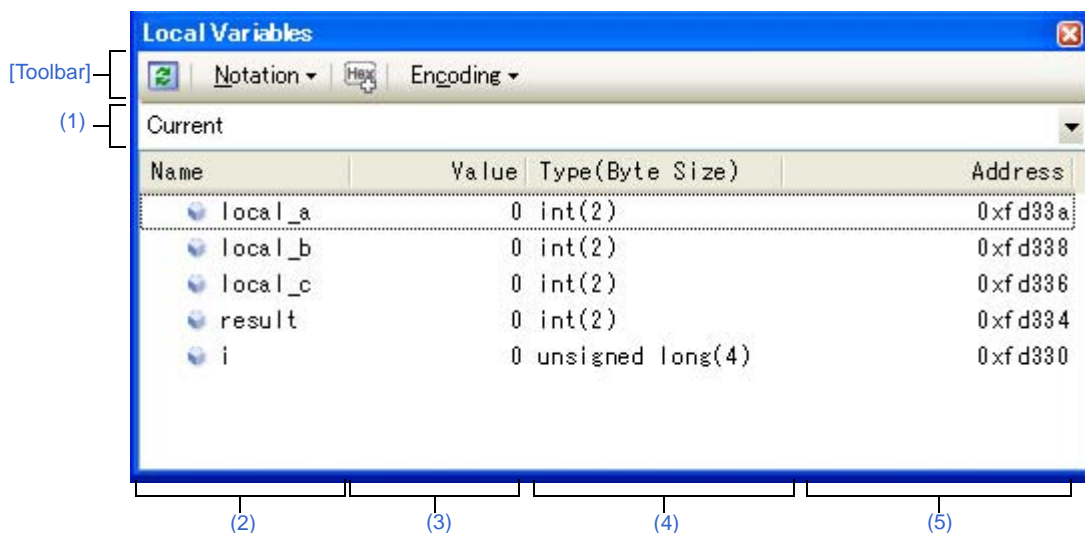 Local Variables
[Toolbar]
Notation Hex Encoding
(1)
Current
Name Value Type(Byte Size) Address
local_a 0 int(2) 0xfd33a
local_b 0 int(2) 0xfd338
local_c 0 int(2) 0xfd336
result 0 int(2) 0xfd334
i 0 unsigned long(4) 0xfd330
(2) (3) (4) (5)